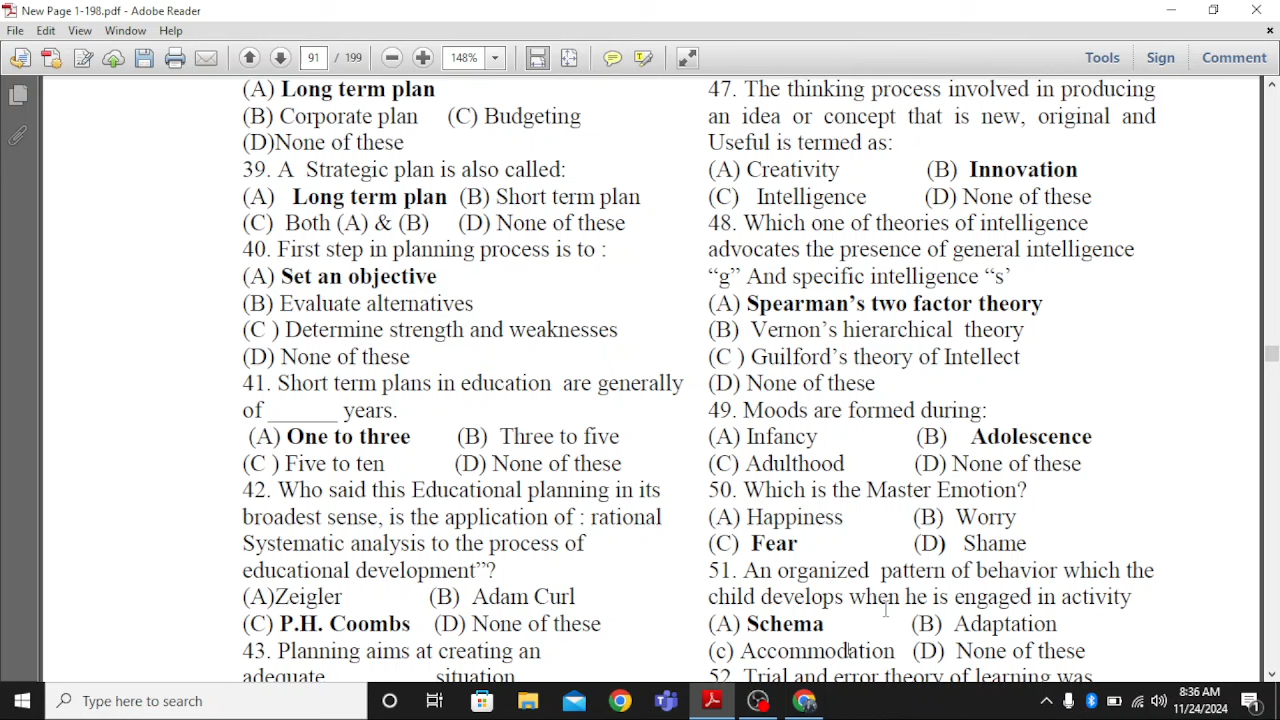 New Page 1-198.pdf - Adobe Reader
File Edit View Window Help
91 / 199
148%
Tools Sign Comment
(A) Long term plan
(B) Corporate plan (C) Budgeting
(D)None of these
39. A Strategic plan is also called:
(A) Long term plan (B) Short term plan
(C) Both (A) & (B) (D) None of these
40. First step in planning process is to :
(A) Set an objective
(B) Evaluate alternatives
(C ) Determine strength and weaknesses
(D) None of these
41. Short term plans in education are generally
of ______ years.
(A) One to three (B) Three to five
(C ) Five to ten (D) None of these
42. Who said this Educational planning in its
broadest sense, is the application of : rational
Systematic analysis to the process of
educational development”?
(A)Zeigler (B) Adam Curl
(C) P.H. Coombs (D) None of these
43. Planning aims at creating an
adequate situation
47. The thinking process involved in producing
an idea or concept that is new, original and
Useful is termed as:
(A) Creativity (B) Innovation
(C) Intelligence (D) None of these
48. Which one of theories of intelligence
advocates the presence of general intelligence
“g” And specific intelligence “s’
(A) Spearman’s two factor theory
(B) Vernon’s hierarchical theory
(C ) Guilford’s theory of Intellect
(D) None of these
49. Moods are formed during:
(A) Infancy (B) Adolescence
(C) Adulthood (D) None of these
50. Which is the Master Emotion?
(A) Happiness (B) Worry
(C) Fear (D) Shame
51. An organized pattern of behavior which the
child develops when he is engaged in activity
(A) Schema (B) Adaptation
(c) Accommodation (D) None of these
52. Trial and error theory of learning was
Type here to search
8:36 AM
11/24/2024